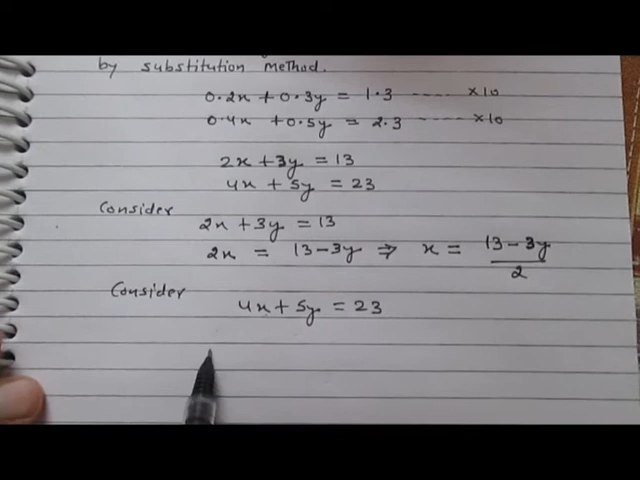 by substitution method.
0.2x + 0.3y = 1.3 ----- ×10
0.4x + 0.5y = 2.3 ------ ×10
2x + 3y = 13
4x + 5y = 23
Consider
2x + 3y = 13
2x = 13 - 3y ⇒ x = (13 - 3y)/2
Consider
4x + 5y = 23